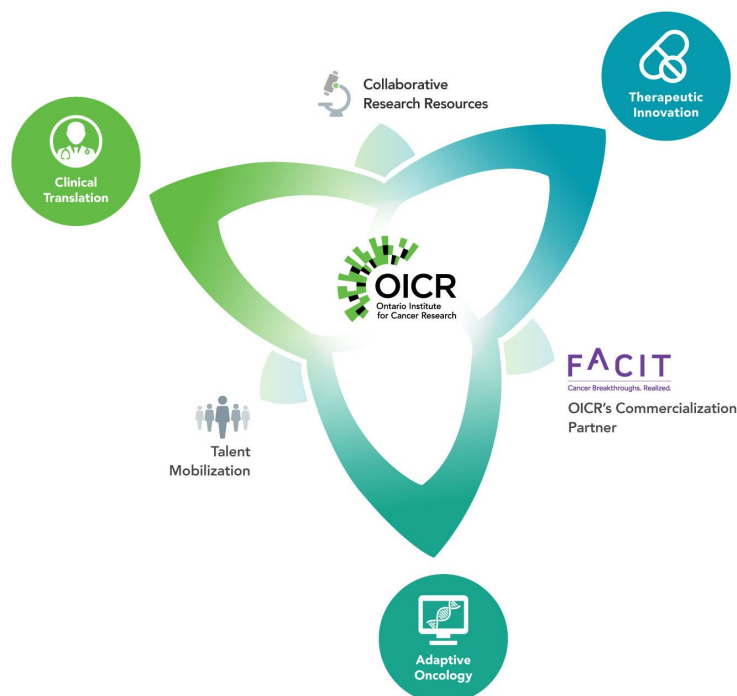 Therapeutic
Innovation
Collaborative
Research Resources
Clinical
Translation
OICR
Ontario Institute
for Cancer Research
FACIT
Cancer Breakthroughs. Realized.
OICR's Commercialization
Partner
Talent
Mobilization
Adaptive
Oncology